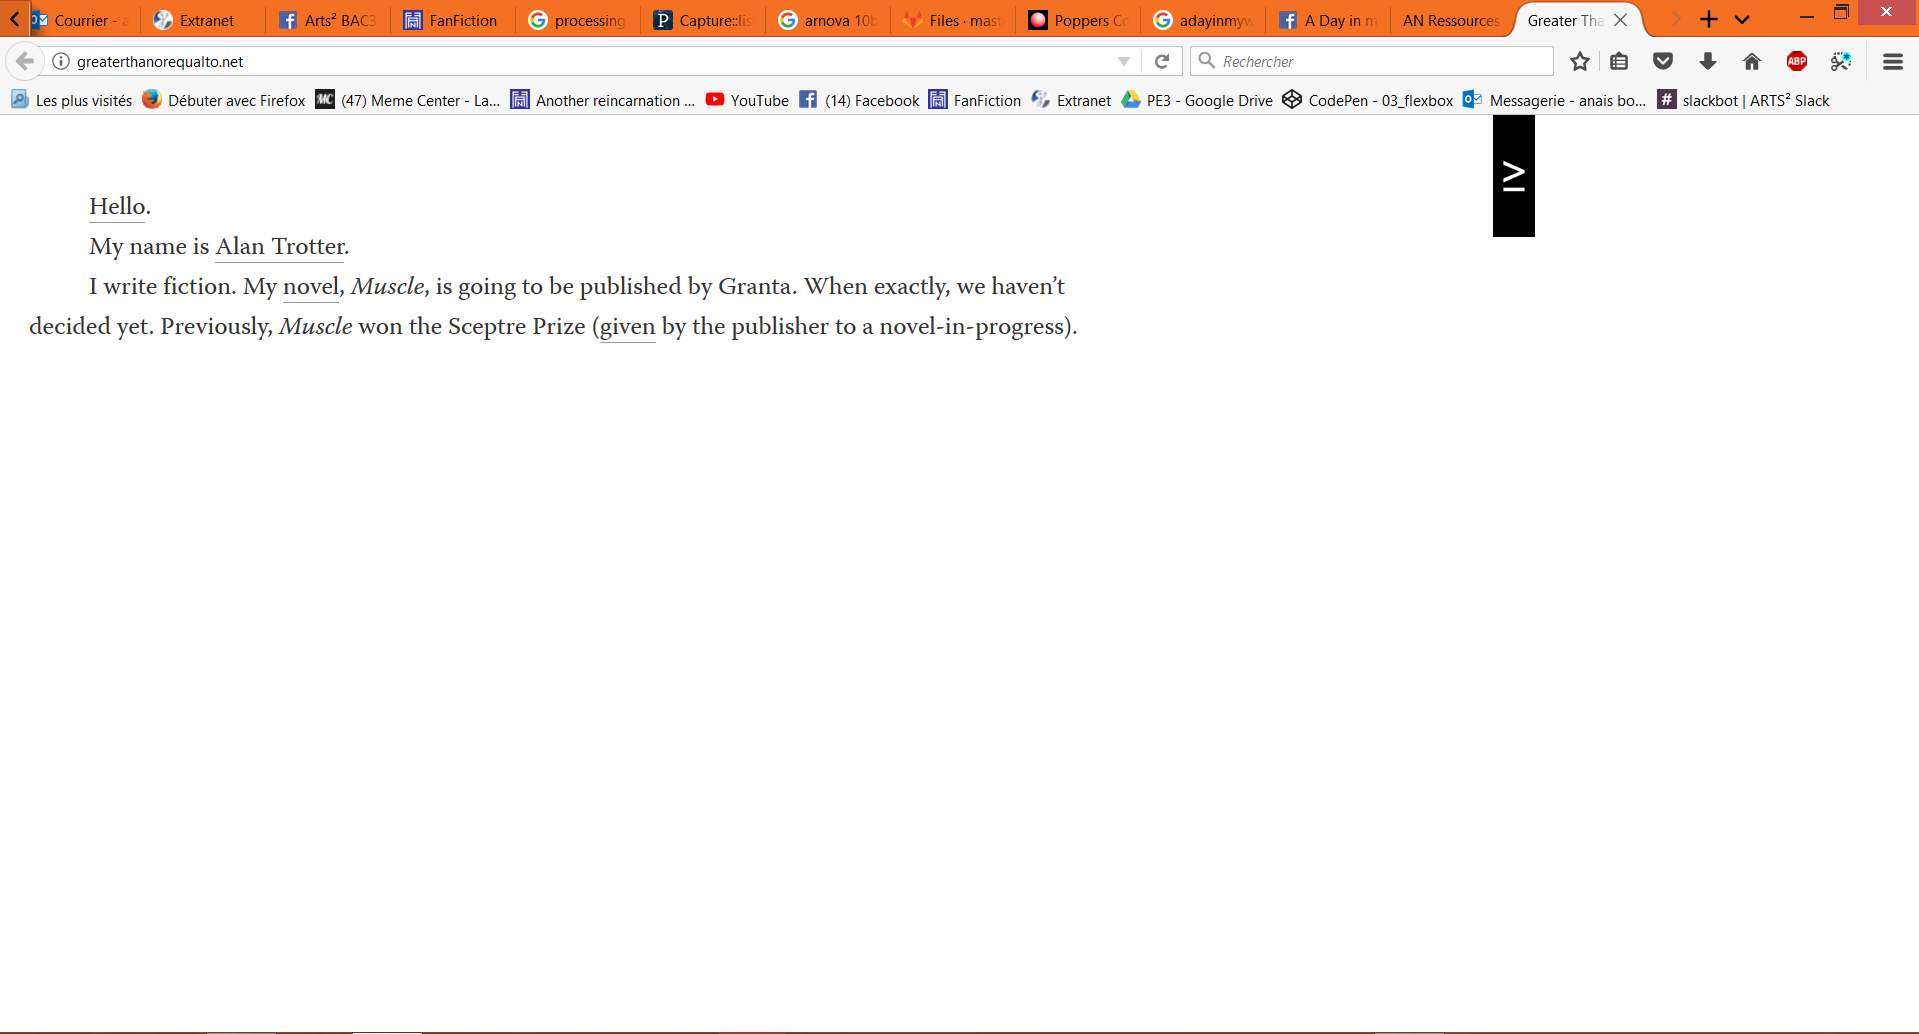 Courrier - a
Extranet
Arts² BAC3
FanFiction
processing
Capture::lis
arnova 10b
Files · mast
Poppers Co
adayinmyw
A Day in m
AN Ressources
Greater Tha
greaterthanorequalto.net
Rechercher
ABP
Les plus visités
Débuter avec Firefox
MC (47) Meme Center - La...
Another reincarnation ...
YouTube
(14) Facebook
FanFiction
Extranet
PE3 - Google Drive
CodePen - 03_flexbox
Messagerie - anais bo...
slackbot | ARTS² Slack
≥
Hello.
My name is Alan Trotter.
I write fiction. My novel, Muscle, is going to be published by Granta. When exactly, we haven’t
decided yet. Previously, Muscle won the Sceptre Prize (given by the publisher to a novel-in-progress).